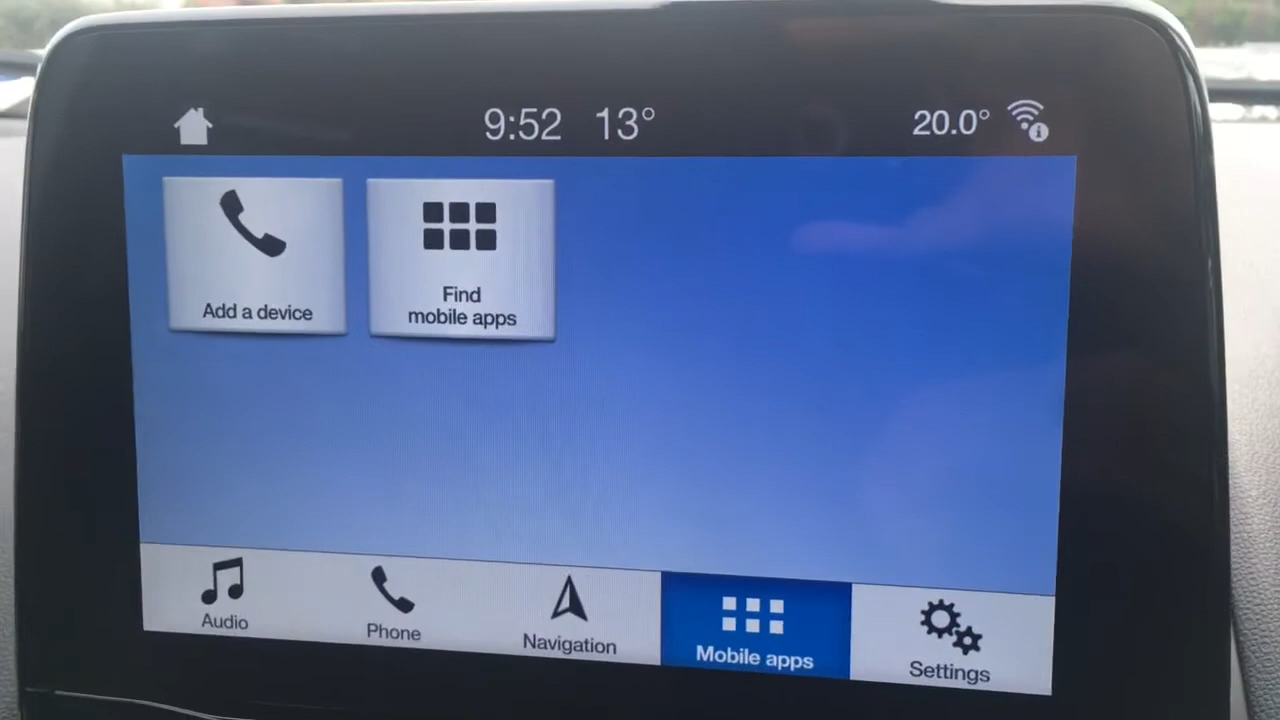 9:52 13° 20.0°
Add a device
Find
mobile apps
Audio
Phone
Navigation
Mobile apps
Settings